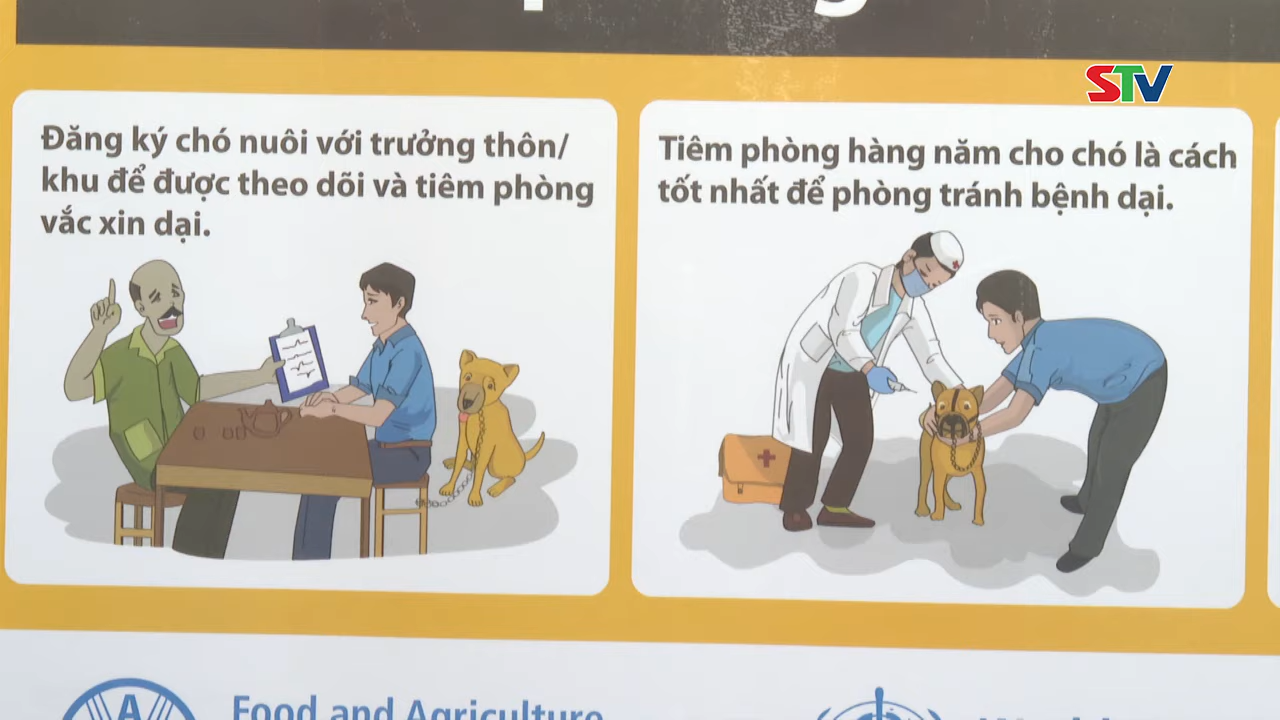 STV
Đăng ký chó nuôi với trưởng thôn/
khu để được theo dõi và tiêm phòng
vắc xin dại.
Tiêm phòng hàng năm cho chó là cách
tốt nhất để phòng tránh bệnh dại.
Food and Agriculture